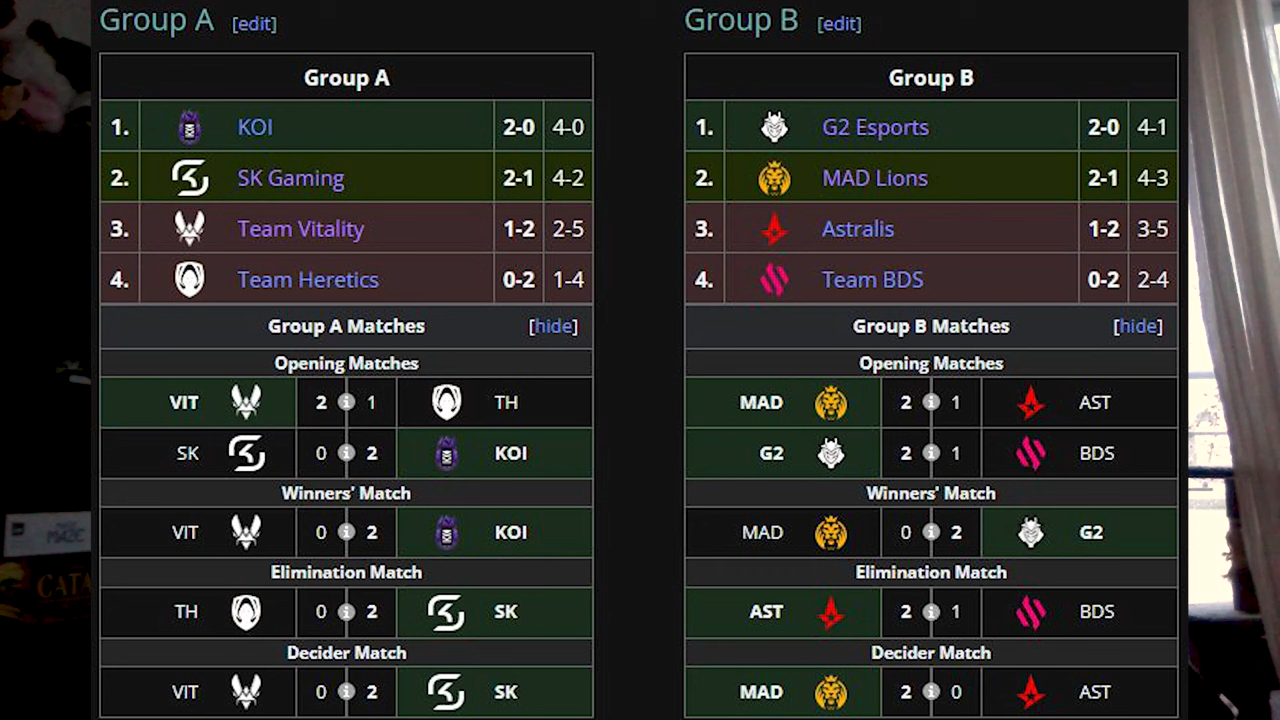 Group A [edit]
Group A
1. KOI 2-0 4-0
2. SK Gaming 2-1 4-2
3. Team Vitality 1-2 2-5
4. Team Heretics 0-2 1-4
Group A Matches [hide]
Opening Matches
VIT 2 1 TH
SK 0 2 KOI
Winners' Match
VIT 0 2 KOI
Elimination Match
TH 0 2 SK
Decider Match
VIT 0 2 SK
Group B [edit]
Group B
1. G2 Esports 2-0 4-1
2. MAD Lions 2-1 4-3
3. Astralis 1-2 3-5
4. Team BDS 0-2 2-4
Group B Matches [hide]
Opening Matches
MAD 2 1 AST
G2 2 1 BDS
Winners' Match
MAD 0 2 G2
Elimination Match
AST 2 1 BDS
Decider Match
MAD 2 0 AST
CATA